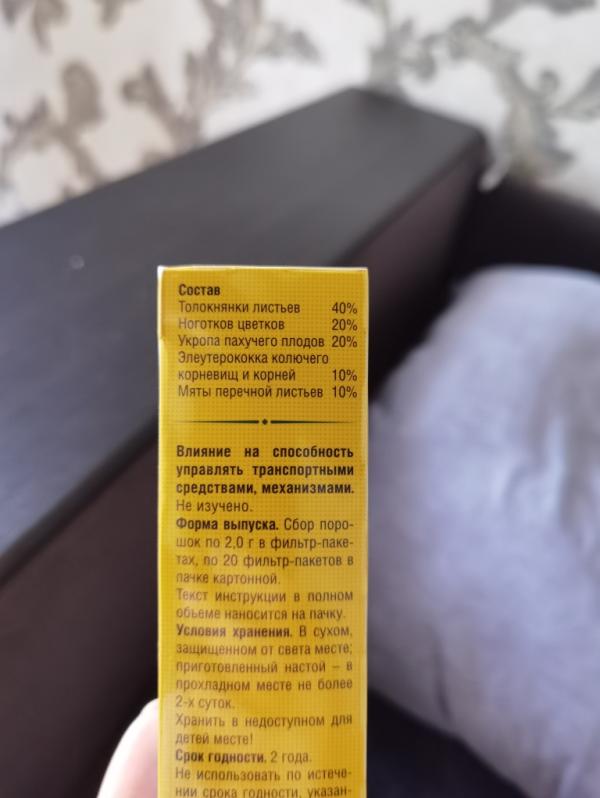 Состав
Толокнянки листьев 40%
Ноготков цветков 20%
Укропа пахучего плодов 20%
Элеутерококка колючего
корневищ и корней 10%
Мяты перечной листьев 10%
Влияние на способность
управлять транспортными
средствами, механизмами.
Не изучено.
Форма выпуска. Сбор поро-
шок по 2,0 г в фильтр-паке-
тах, по 20 фильтр-пакетов в
пачке картонной.
Текст инструкции в полном
объеме наносится на пачку.
Условия хранения. В сухом,
защищенном от света месте;
приготовленный настой – в
прохладном месте не более
2-х суток.
Хранить в недоступном для
детей месте!
Срок годности. 2 года.
Не использовать по истече-
нии срока годности, указан-